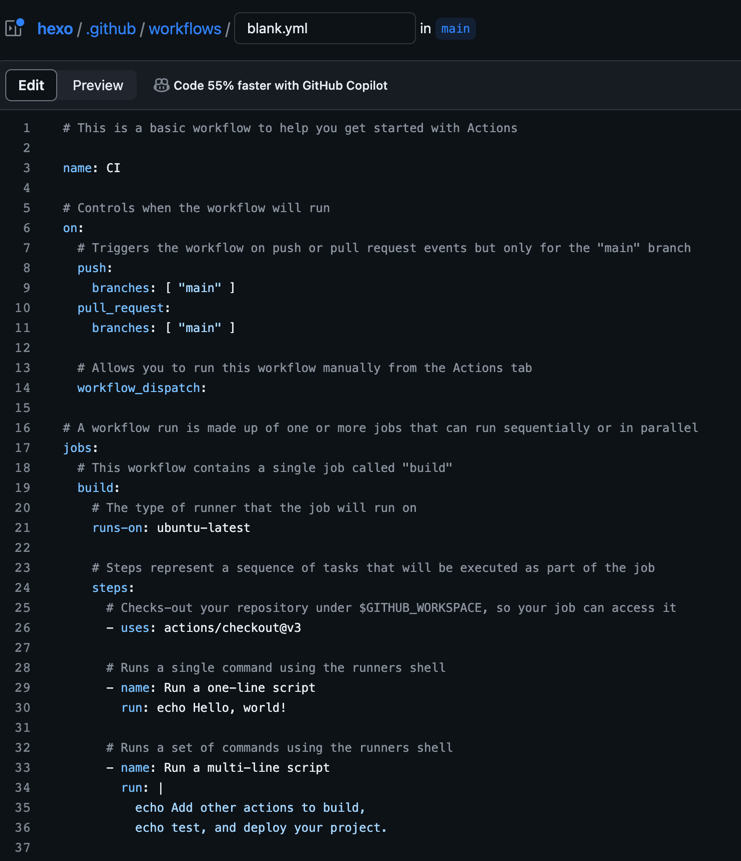 hexo / .github / workflows / blank.yml in main
Edit Preview Code 55% faster with GitHub Copilot
1 # This is a basic workflow to help you get started with Actions
2
3 name: CI
4
5 # Controls when the workflow will run
6 on:
7 # Triggers the workflow on push or pull request events but only for the "main" branch
8 push:
9 branches: [ "main" ]
10 pull_request:
11 branches: [ "main" ]
12
13 # Allows you to run this workflow manually from the Actions tab
14 workflow_dispatch:
15
16 # A workflow run is made up of one or more jobs that can run sequentially or in parallel
17 jobs:
18 # This workflow contains a single job called "build"
19 build:
20 # The type of runner that the job will run on
21 runs-on: ubuntu-latest
22
23 # Steps represent a sequence of tasks that will be executed as part of the job
24 steps:
25 # Checks-out your repository under $GITHUB_WORKSPACE, so your job can access it
26 - uses: actions/checkout@v3
27
28 # Runs a single command using the runners shell
29 - name: Run a one-line script
30 run: echo Hello, world!
31
32 # Runs a set of commands using the runners shell
33 - name: Run a multi-line script
34 run: |
35 echo Add other actions to build,
36 echo test, and deploy your project.
37